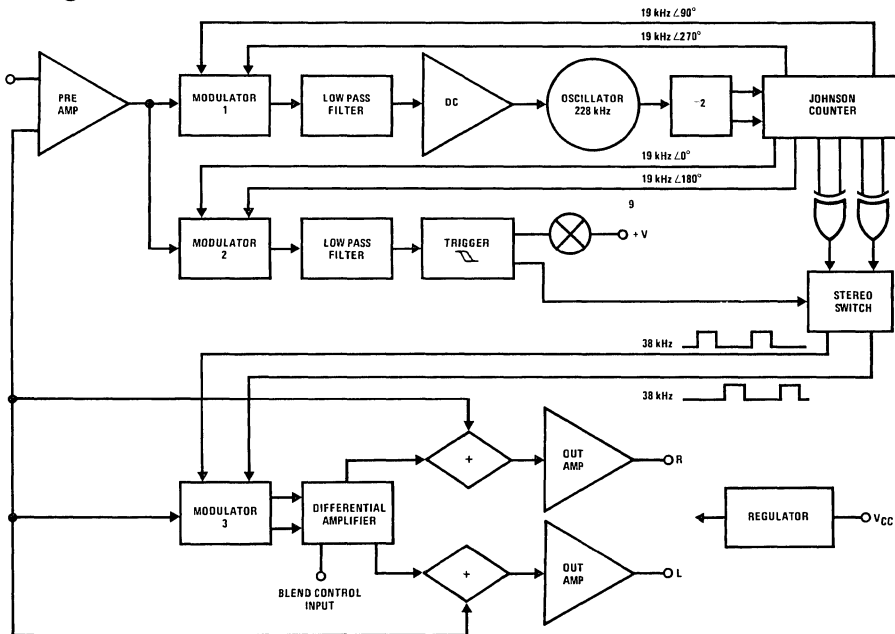 19 kHz ∠90°
19 kHz ∠270°
PRE
AMP
MODULATOR
1
LOW PASS
FILTER
DC
OSCILLATOR
228 kHz
÷2
JOHNSON
COUNTER
19 kHz ∠0°
19 kHz ∠180°
9
+ V
MODULATOR
2
LOW PASS
FILTER
TRIGGER
STEREO
SWITCH
38 kHz
38 kHz
+
OUT
AMP
R
MODULATOR
3
DIFFERENTIAL
AMPLIFIER
REGULATOR
VCC
+
OUT
AMP
L
BLEND CONTROL
INPUT